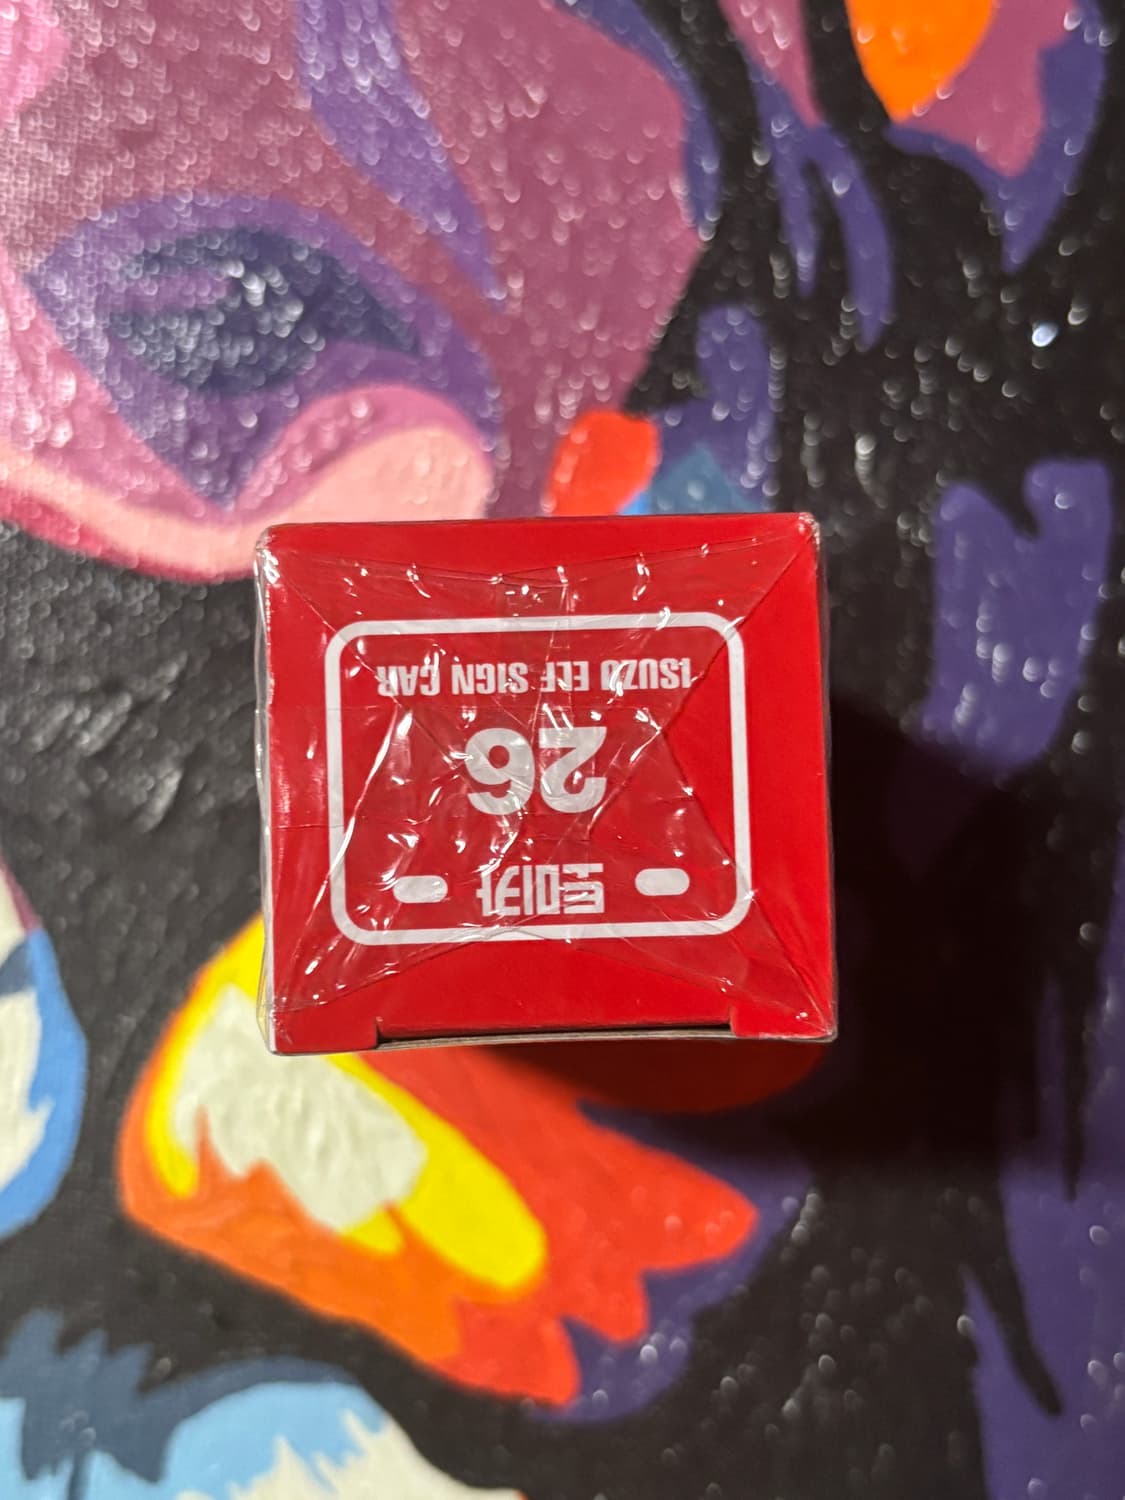 토미카
26
ISUZU ELF SIGN CAR